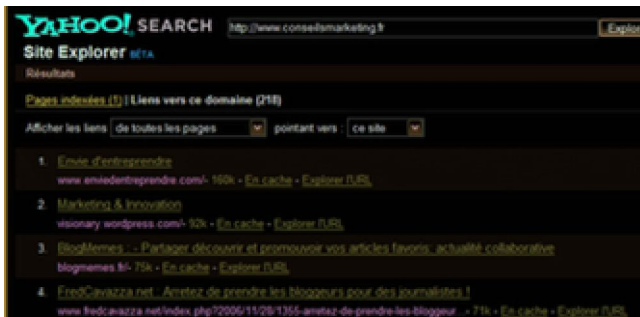 YAHOO! SEARCH http://www.conseilsmarketing.fr Explore
Site Explorer BÊTA
Résultats
Pages indexées (1) | Liens vers ce domaine (218)
Afficher les liens de toutes les pages pointant vers : ce site
1. Envie d'entreprendre
www.enviedentreprendre.com/- 160k - En cache - Explorer l'URL
2. Marketing & Innovation
visionary.wordpress.com/- 92k - En cache - Explorer l'URL
3. BlogMemes : - Partager découvrir et promouvoir vos articles favoris: actualité collaborative
blogmemes.fr/- 75k - En cache - Explorer l'URL
4. FredCavazza.net : Arretez de prendre les bloggeurs pour des journalistes !
www.fredcavazza.net/index.php?2006/11/28/1355-arretez-de-prendre-les-bloggeur... - 71k - En cache - Explorer l'URL